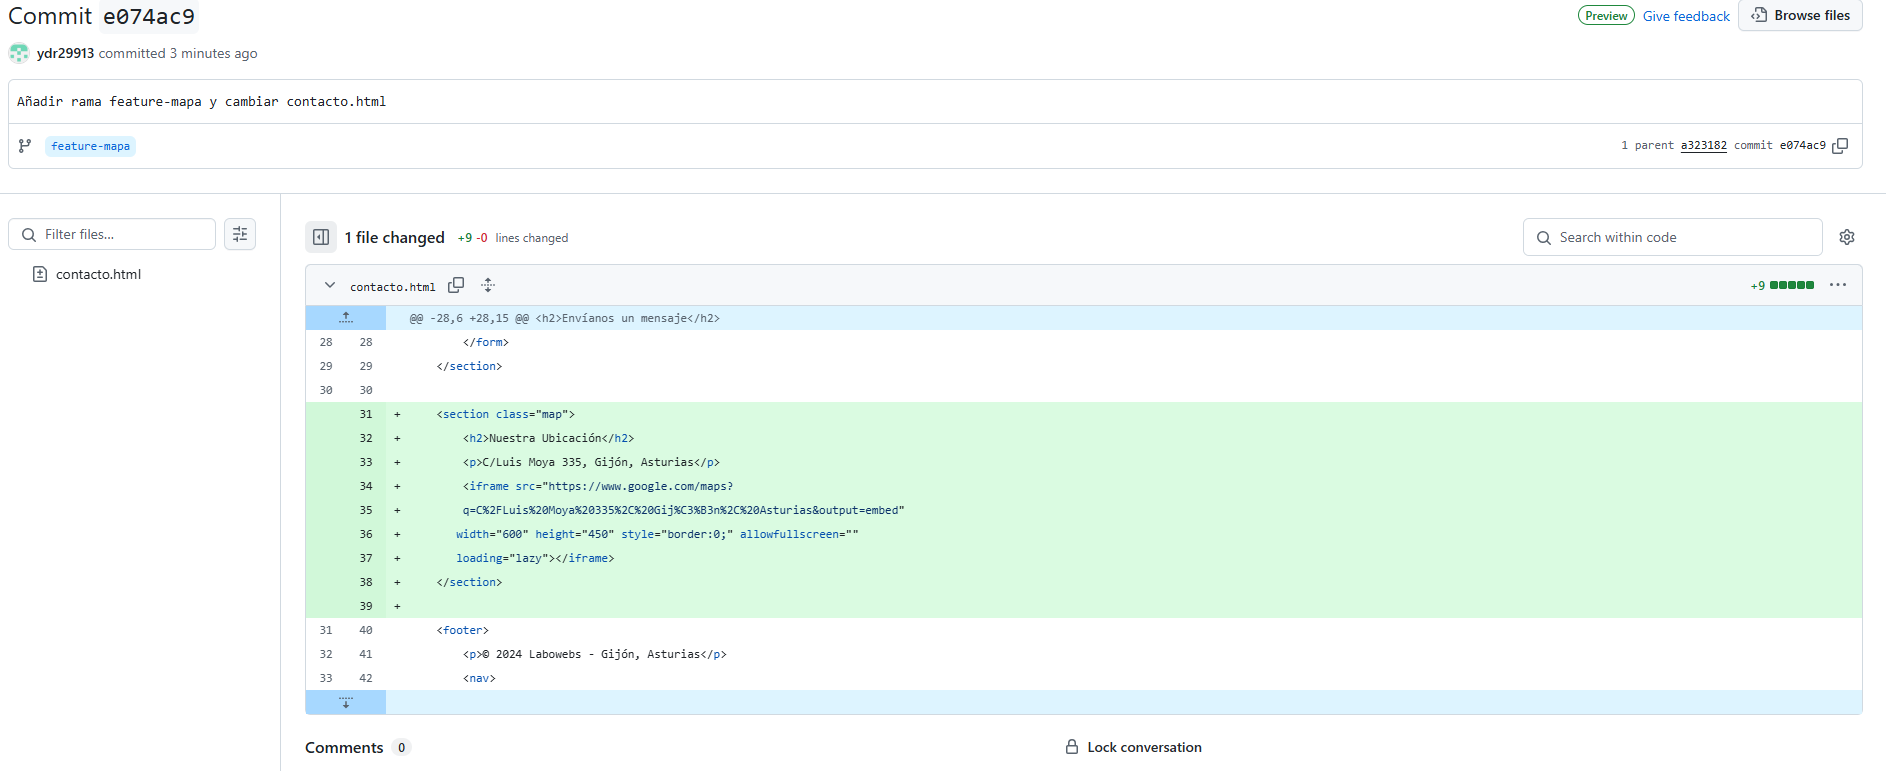 Commit e074ac9
Preview Give feedback Browse files
ydr29913 committed 3 minutes ago
Añadir rama feature-mapa y cambiar contacto.html
feature-mapa
1 parent a323182 commit e074ac9
Filter files...
contacto.html
1 file changed +9 -0 lines changed
Search within code
contacto.html
+9
@@ -28,6 +28,15 @@ <h2>Envíanos un mensaje</h2>
28 28 </form>
29 29 </section>
30 30
31 + <section class="map">
32 + <h2>Nuestra Ubicación</h2>
33 + <p>C/Luis Moya 335, Gijón, Asturias</p>
34 + <iframe src="https://www.google.com/maps?
35 + q=C%2FLuis%20Moya%20335%2C%20Gij%C3%B3n%2C%20Asturias&output=embed"
36 + width="600" height="450" style="border:0;" allowfullscreen=""
37 + loading="lazy"></iframe>
38 + </section>
39 +
31 40 <footer>
32 41 <p>© 2024 Labowebs - Gijón, Asturias</p>
33 42 <nav>
Comments 0
Lock conversation